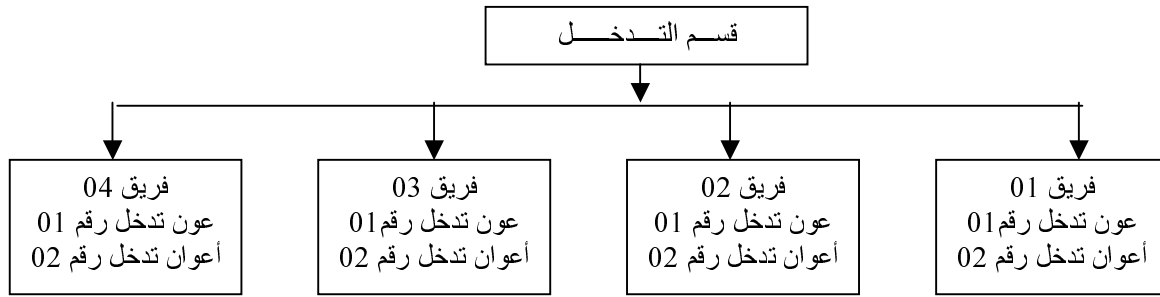 قســـم التــــدخــــــل
فريق 01
عون تدخل رقم01
أعوان تدخل رقم 02
فريق 02
عون تدخل رقم 01
أعوان تدخل رقم 02
فريق 03
عون تدخل رقم01
أعوان تدخل رقم 02
فريق 04
عون تدخل رقم 01
أعوان تدخل رقم 02